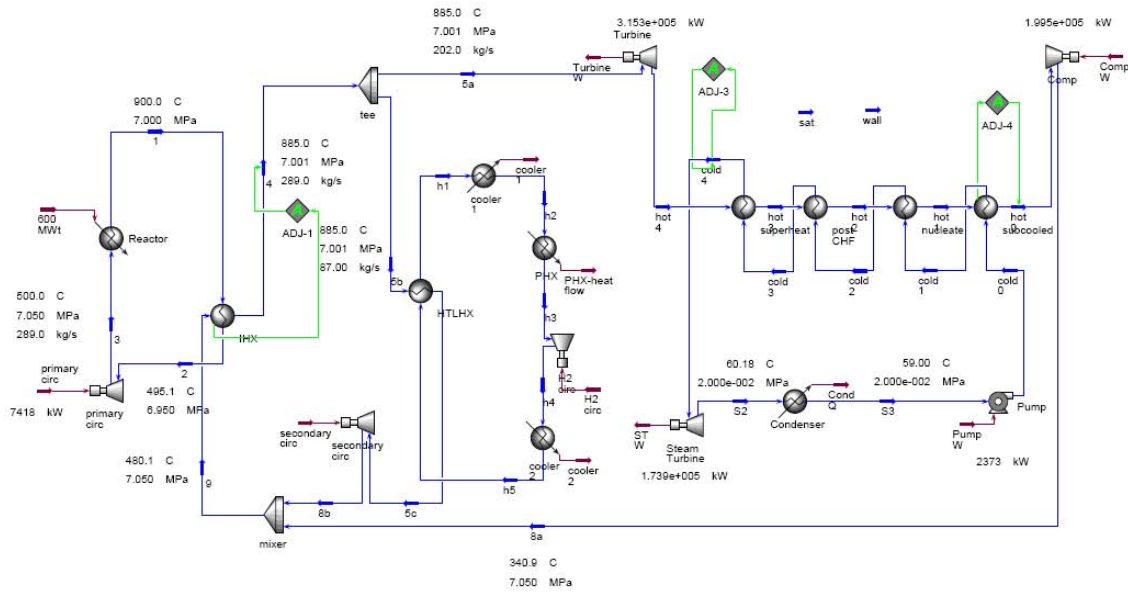 885.0 C
7.001 MPa
202.0 kg/s
5a
3.153e+005 kW
Turbine
Turbine
W
1.995e+005 kW
Comp
Comp
W
ADJ-3
sat
wall
ADJ-4
tee
900.0 C
7.000 MPa
1
885.0 C
7.001 MPa
289.0 kg/s
4
ADJ-1
885.0 C
7.001 MPa
87.00 kg/s
5b
h1
cooler
1
cooler
1
h2
cold
4
hot
4
hot
3
superheat
post
CHF
hot
2
hot
1
nucleate
hot
0
subcooled
cold
3
cold
2
cold
1
cold
0
600
MWt
Reactor
PHX
PHX-heat
flow
h3
HTLHX
500.0 C
7.050 MPa
289.0 kg/s
3
IHX
2
primary
circ
7418 kW
primary
circ
495.1 C
6.950 MPa
H2
circ
H2
circ
h4
60.18 C
2.000e-002 MPa
S2
Cond
Q
Condenser
59.00 C
2.000e-002 MPa
S3
Pump
Pump
W
2373 kW
ST
W
Steam
Turbine
1.739e+005 kW
secondary
circ
secondary
circ
cooler
2
cooler
2
h5
480.1 C
7.050 MPa
9
8b
5c
mixer
8a
340.9 C
7.050 MPa